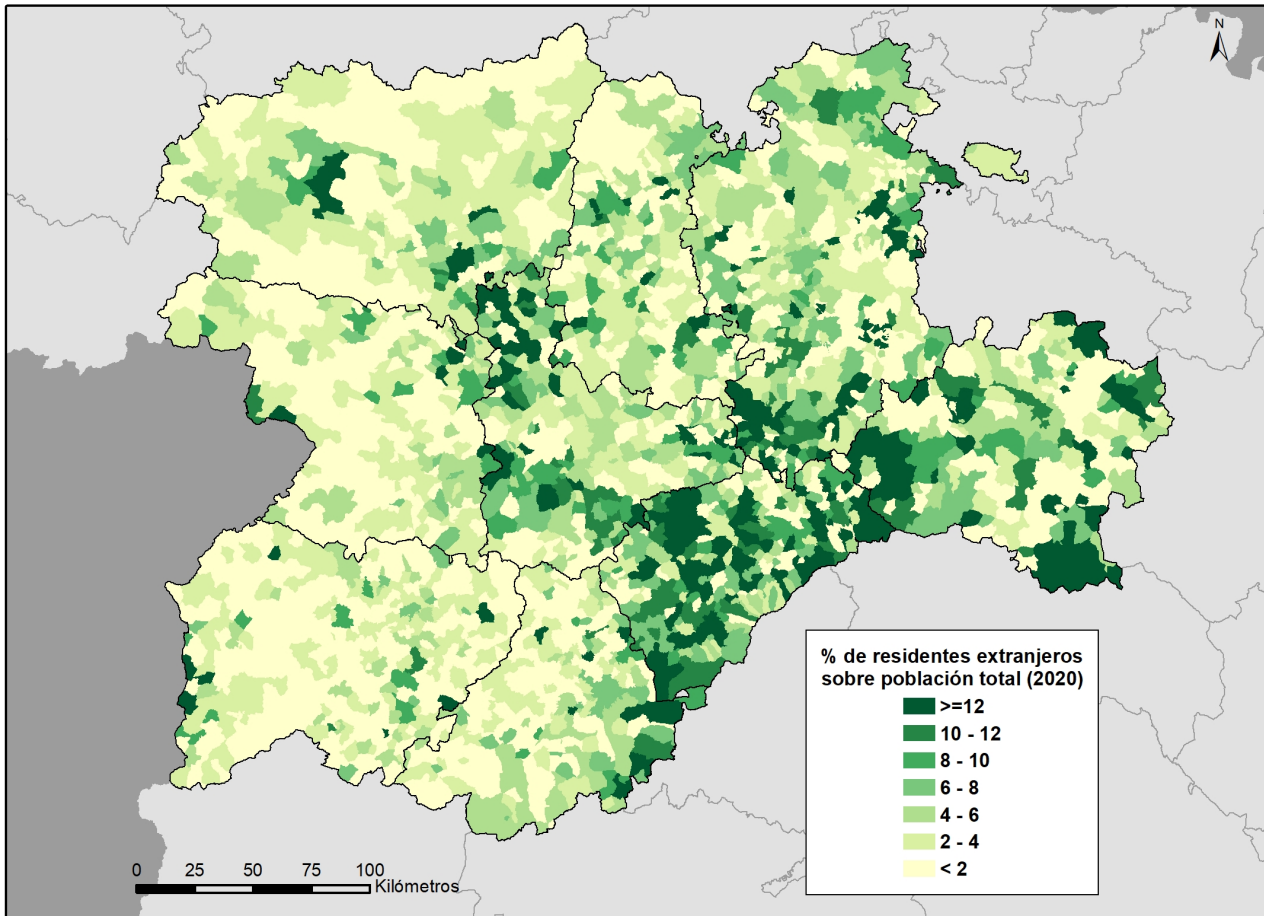 N
% de residentes extranjeros
sobre población total (2020)
>=12
10 - 12
8 - 10
6 - 8
4 - 6
2 - 4
< 2
0 25 50 75 100
Kilómetros